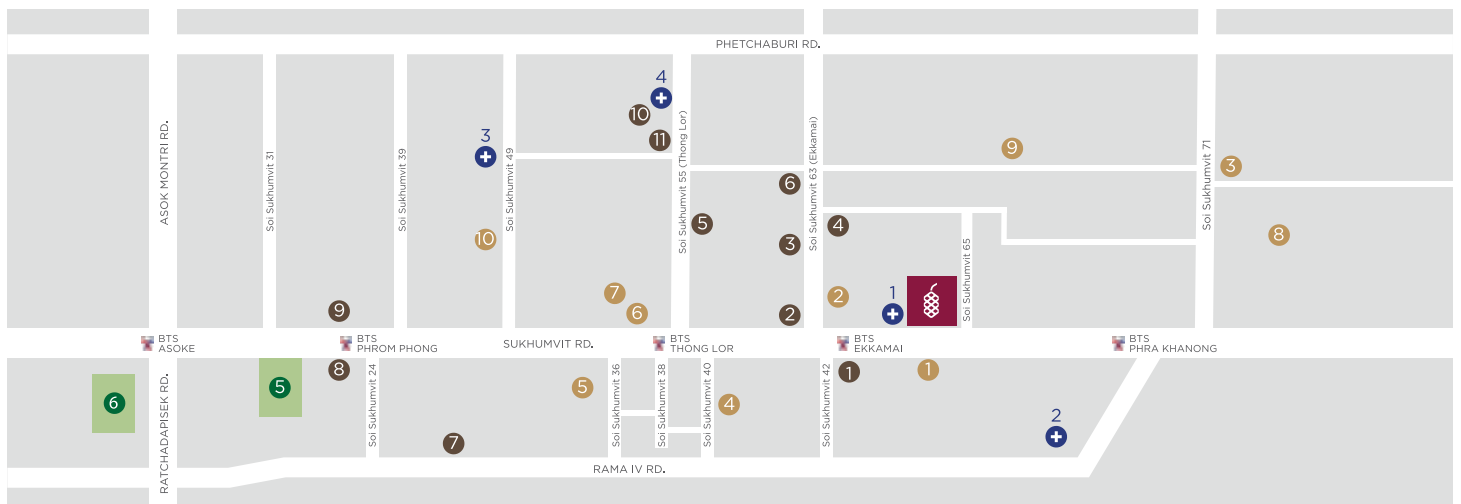 PHETCHABURI RD.
4
10
3
11
9
3
6
5
4
10
3
8
7
2
1
6
9
2
ASOK MONTRI RD.
Soi Sukhumvit 31
Soi Sukhumvit 39
Soi Sukhumvit 49
Soi Sukhumvit 55 (Thong Lor)
Soi Sukhumvit 63 (Ekkamai)
Soi Sukhumvit 65
Soi Sukhumvit 71
BTS
ASOKE
BTS
PHROM PHONG
SUKHUMVIT RD.
BTS
THONG LOR
BTS
EKKAMAI
BTS
PHRA KHANONG
6
5
8
5
4
1
1
7
2
RATCHADAPISEK RD.
Soi Sukhumvit 24
Soi Sukhumvit 36
Soi Sukhumvit 38
Soi Sukhumvit 40
Soi Sukhumvit 42
RAMA IV RD.